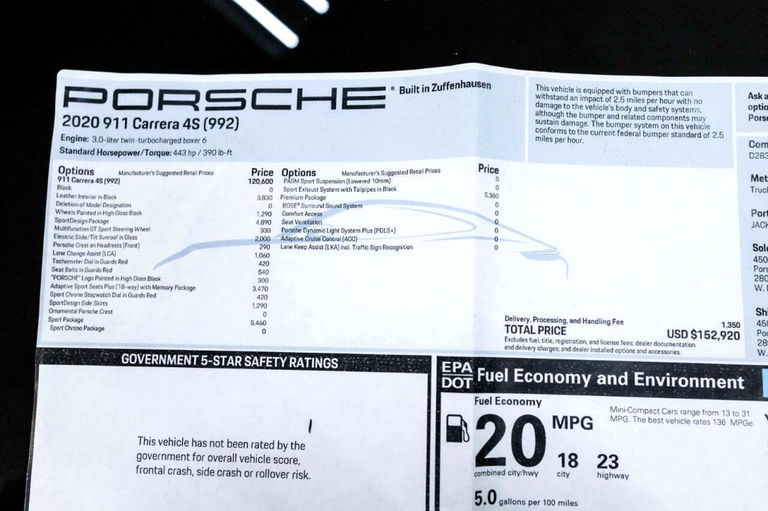 PORSCHE® Built in Zuffenhausen
2020 911 Carrera 4S (992)
Engine: 3.0-liter twin-turbocharged boxer 6
Standard Horsepower/Torque: 443 hp / 390 lb-ft
This vehicle is equipped with bumpers that can
withstand an impact of 2.5 miles per hour with no
damage to the vehicle's body and safety systems,
although the bumper and related components may
sustain damage. The bumper system on this vehicle
conforms to the current federal bumper standard of 2.5
miles per hour.
Options Manufacturer's Suggested Retail Prices Price
911 Carrera 4S (992) 120,600
Black 0
Leather Interior in Black 3,830
Deletion of Model Designation 0
Wheels Painted in High Gloss Black 1,290
SportDesign Package 4,890
Multifunction GT Sport Steering Wheel 330
Electric Slide/Tilt Sunroof in Glass 2,000
Porsche Crest on Headrests (Front) 290
Lane Change Assist (LCA) 1,060
Tachometer Dial in Guards Red 420
Seat Belts in Guards Red 540
"PORSCHE" Logo Painted in High Gloss Black 300
Adaptive Sport Seats Plus (18-way) with Memory Package 3,470
Sport Chrono Stopwatch Dial in Guards Red 420
SportDesign Side Skirts 1,290
Ornamental Porsche Crest 0
Sport Package 5,460
Sport Chrono Package 0
Options Manufacturer's Suggested Retail Prices Price
PASM Sport Suspension (Lowered 10mm) 0
Sport Exhaust System with Tailpipes in Black 0
Premium Package 5,380
BOSE® Surround Sound System 0
Comfort Access 0
Seat Ventilation 0
Porsche Dynamic Light System Plus (PDLS+) 0
Adaptive Cruise Control (ACC) 0
Lane Keep Assist (LKA) incl. Traffic Sign Recognition 0
Delivery, Processing, and Handling Fee 1,350
TOTAL PRICE USD $152,920
Excludes fuel, title, registration, and license fees; dealer documentation
and delivery charges; and dealer installed options and accessories.
Ask a
optio
Pors
Com
D283
Met
Truck
Port
JACK
Sol
450
Por
280
W. I
Shi
45
Po
28
W.
GOVERNMENT 5-STAR SAFETY RATINGS
This vehicle has not been rated by the
government for overall vehicle score,
frontal crash, side crash or rollover risk.
EPA
DOT Fuel Economy and Environment
Fuel Economy
20 MPG
combined city/hwy
18 23
city highway
5.0 gallons per 100 miles
Mini-Compact Cars range from 13 to 31
MPG. The best vehicle rates 136 MPGe.